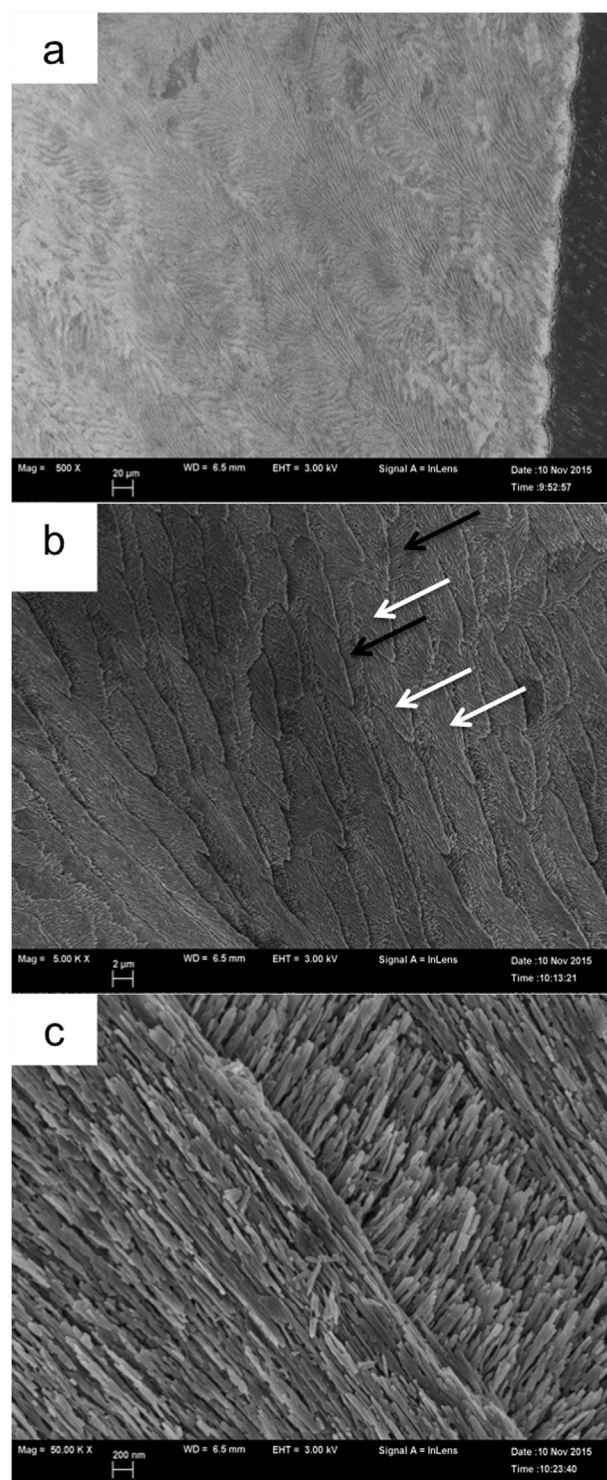 a
Mag = 500 X
20 µm
WD = 6.5 mm
EHT = 3.00 kV
Signal A = InLens
Date :10 Nov 2015
Time :9:52:57
b
Mag = 5.00 K X
2 µm
WD = 6.5 mm
EHT = 3.00 kV
Signal A = InLens
Date :10 Nov 2015
Time :10:13:21
c
Mag = 50.00 K X
200 nm
WD = 6.5 mm
EHT = 3.00 kV
Signal A = InLens
Date :10 Nov 2015
Time :10:23:40